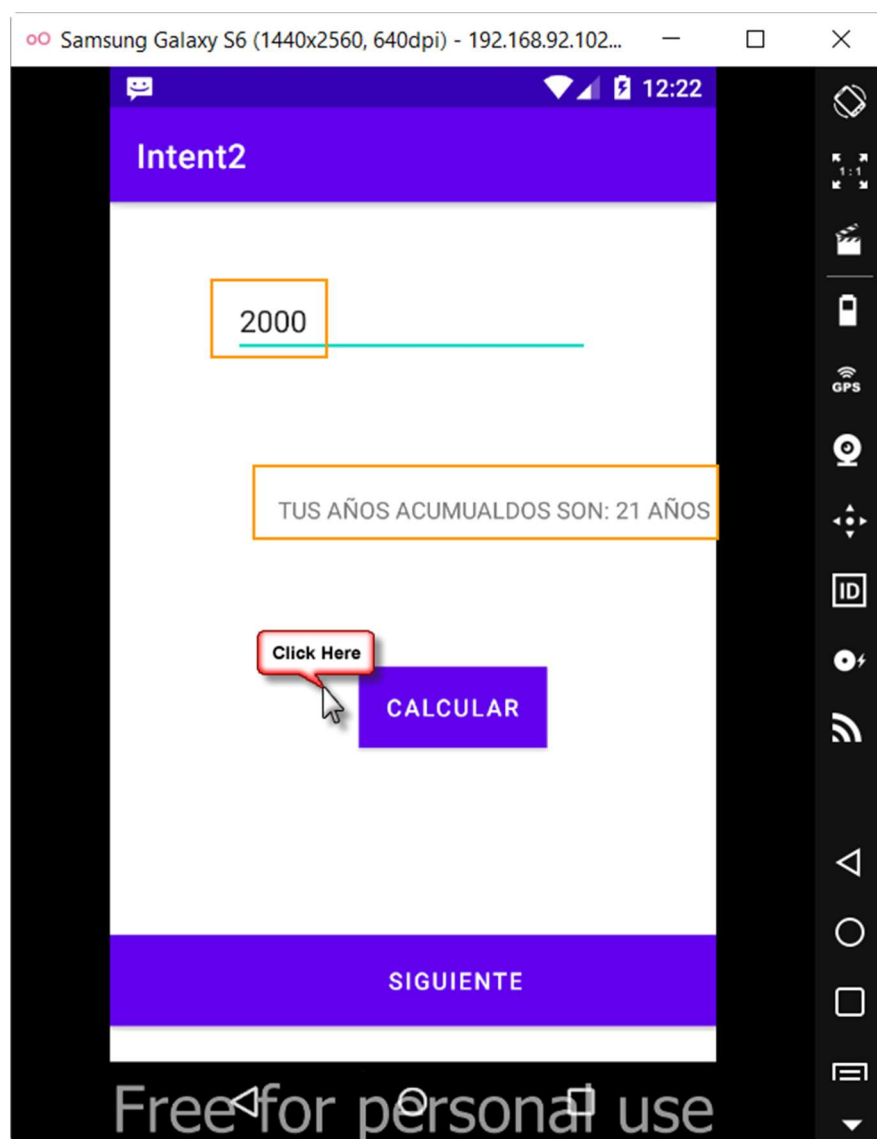 Samsung Galaxy S6 (1440x2560, 640dpi) - 192.168.92.102...
12:22
Intent2
1:1
2000
GPS
TUS AÑOS ACUMUALDOS SON: 21 AÑOS
ID
Click Here
CALCULAR
SIGUIENTE
Free for personal use